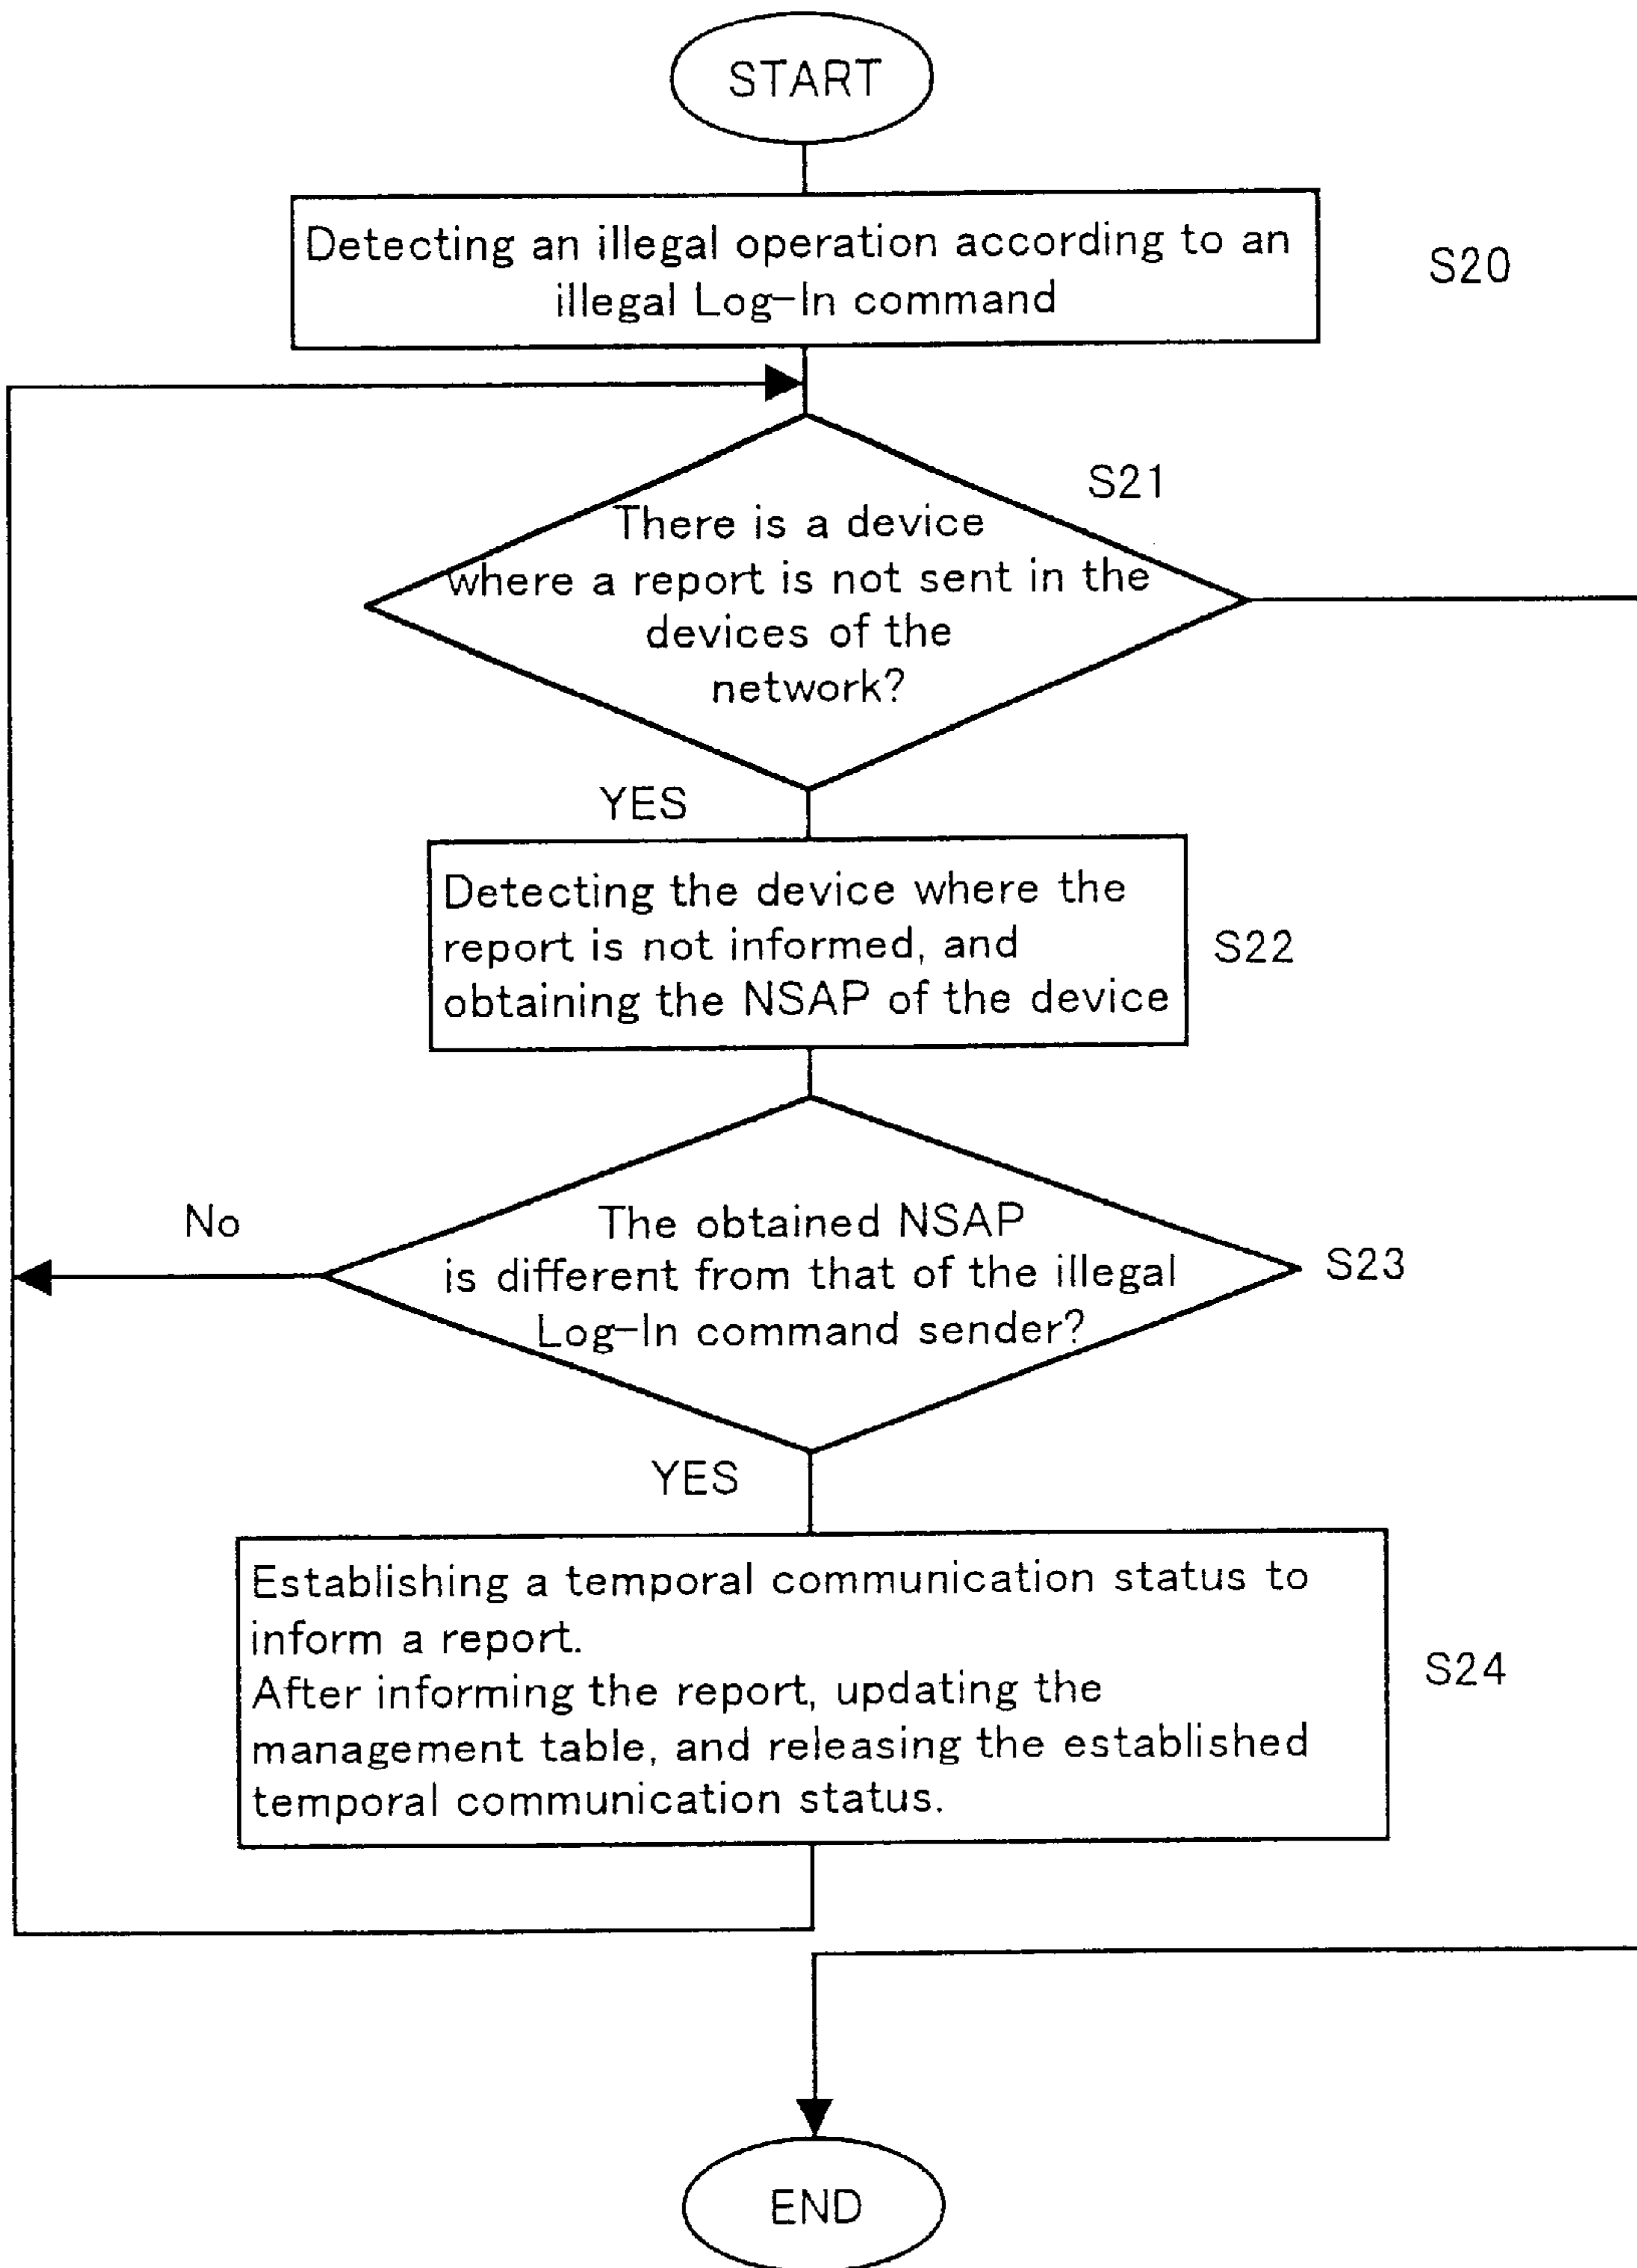 START
Detecting an illegal operation according to an
illegal Log-In command
S20
S21
There is a device
where a report is not sent in the
devices of the
network?
YES
Detecting the device where the
report is not informed, and
obtaining the NSAP of the device
S22
No
The obtained NSAP
is different from that of the illegal
Log-In command sender?
S23
YES
Establishing a temporal communication status to
inform a report.
After informing the report, updating the
management table, and releasing the established
temporal communication status.
S24
END